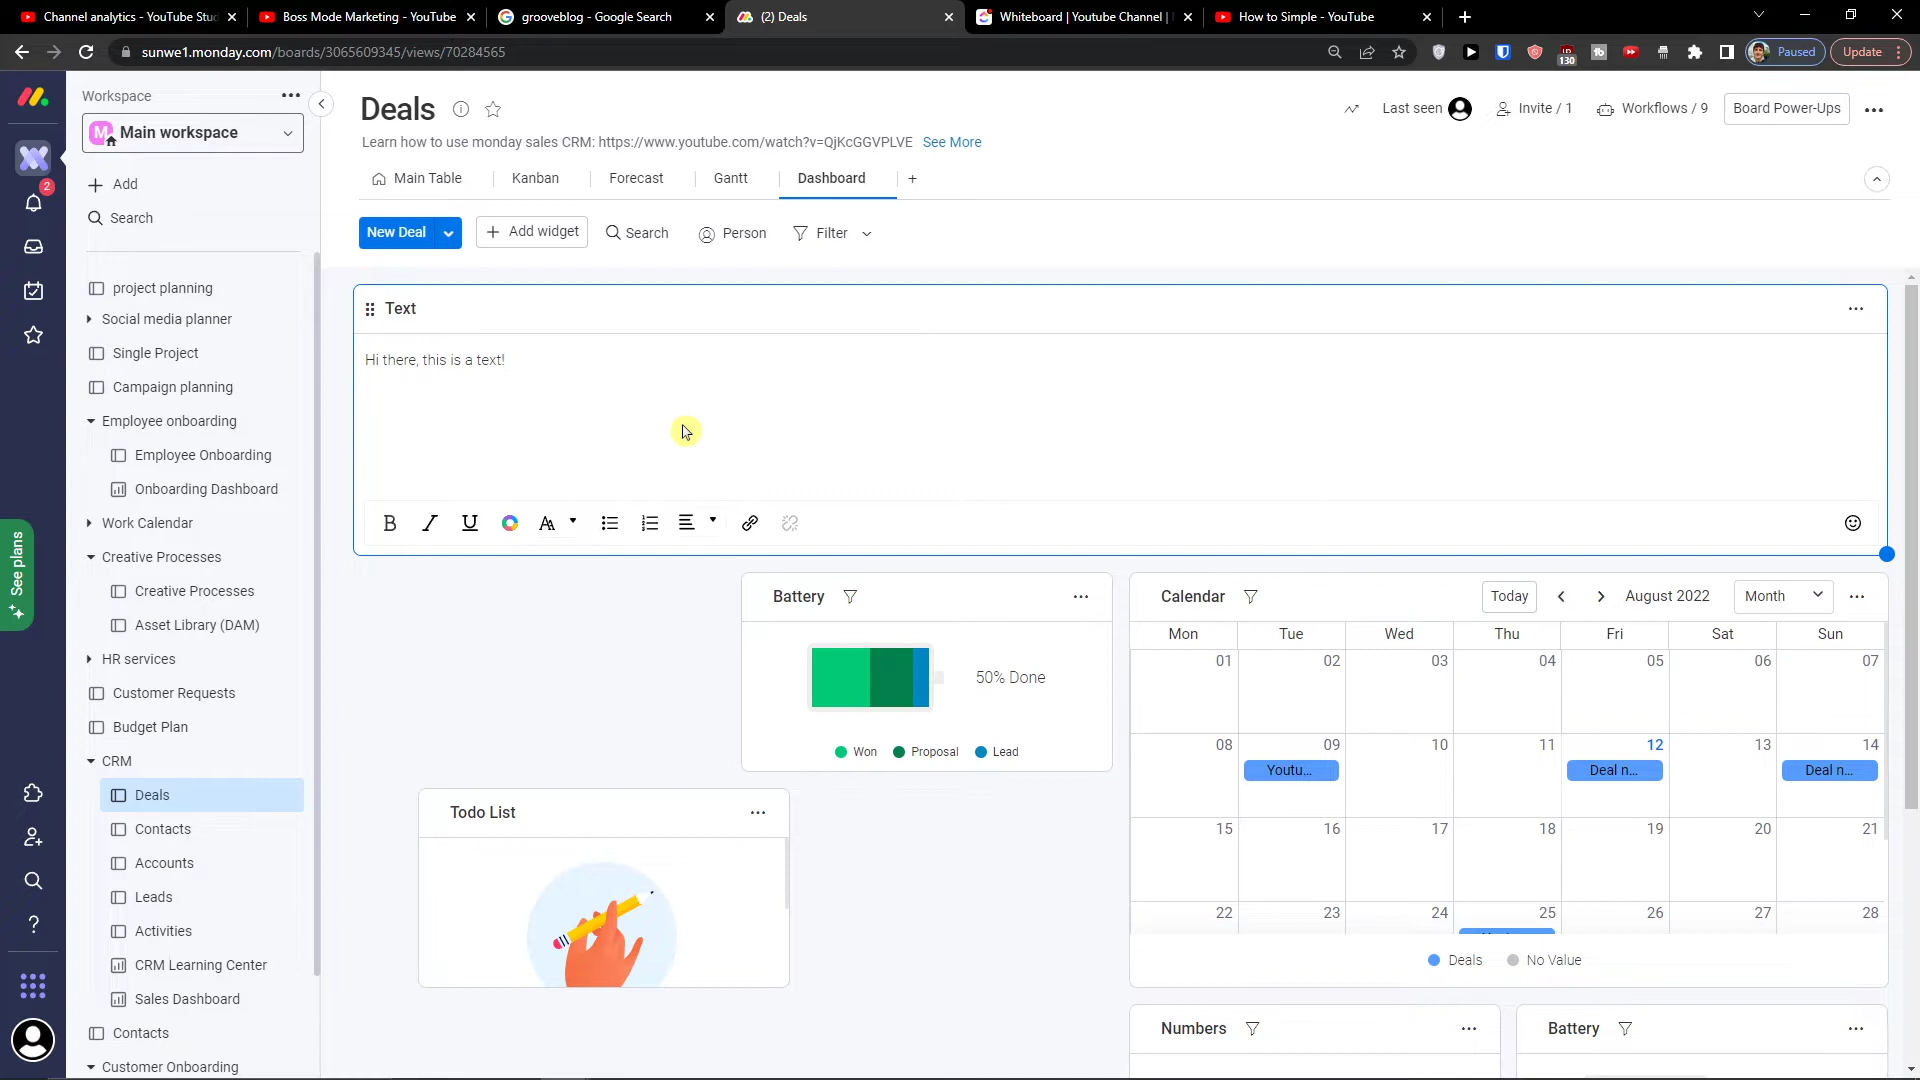 Channel analytics - YouTube Stud
Boss Mode Marketing - YouTube
grooveblog - Google Search
(2) Deals
Whiteboard | Youtube Channel |
How to Simple - YouTube
sunwe1.monday.com/boards/3065609345/views/70284565
130
Paused
Update
Workspace
M
Main workspace
Add
Search
2
project planning
Social media planner
Single Project
Campaign planning
Employee onboarding
Employee Onboarding
Onboarding Dashboard
Work Calendar
Creative Processes
Creative Processes
Asset Library (DAM)
HR services
Customer Requests
Budget Plan
CRM
Deals
Contacts
Accounts
Leads
Activities
CRM Learning Center
Sales Dashboard
Contacts
Customer Onboarding
See plans
Deals
Last seen
Invite / 1
Workflows / 9
Board Power-Ups
Learn how to use monday sales CRM: https://www.youtube.com/watch?v=QjKcGGVPLVE See More
Main Table
Kanban
Forecast
Gantt
Dashboard
New Deal
Add widget
Search
Person
Filter
Text
Hi there, this is a text!
B I U
Battery
50% Done
Won
Proposal
Lead
Calendar
Today
August 2022
Month
Mon Tue Wed Thu Fri Sat Sun
01 02 03 04 05 06 07
08 09 10 11 12 13 14
Youtu...
Deal n...
Deal n...
15 16 17 18 19 20 21
22 23 24 25 26 27 28
Deals
No Value
Todo List
Numbers
Battery